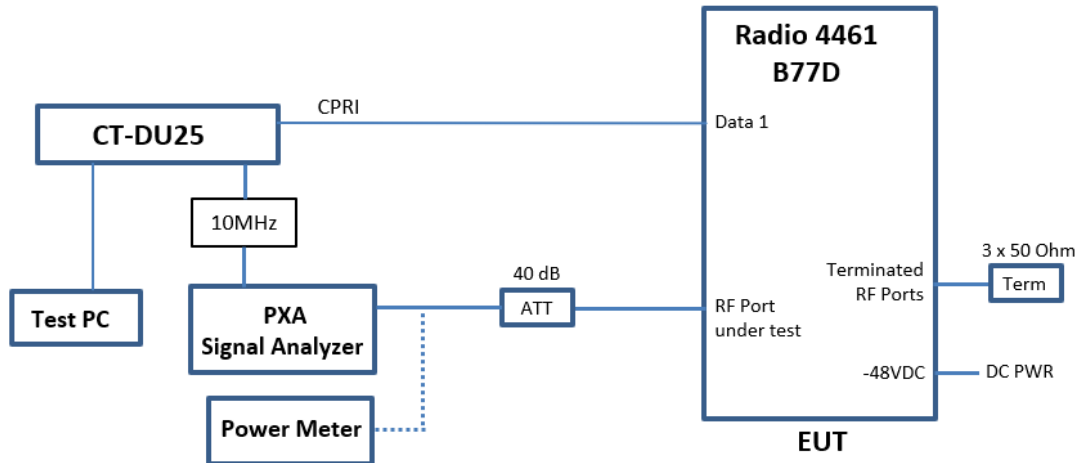 Radio 4461
B77D
CPRI
CT-DU25
Data 1
10MHz
3 x 50 Ohm
40 dB
Terminated
RF Ports
Term
Test PC
PXA
Signal Analyzer
ATT
RF Port
under test
-48VDC
DC PWR
Power Meter
EUT